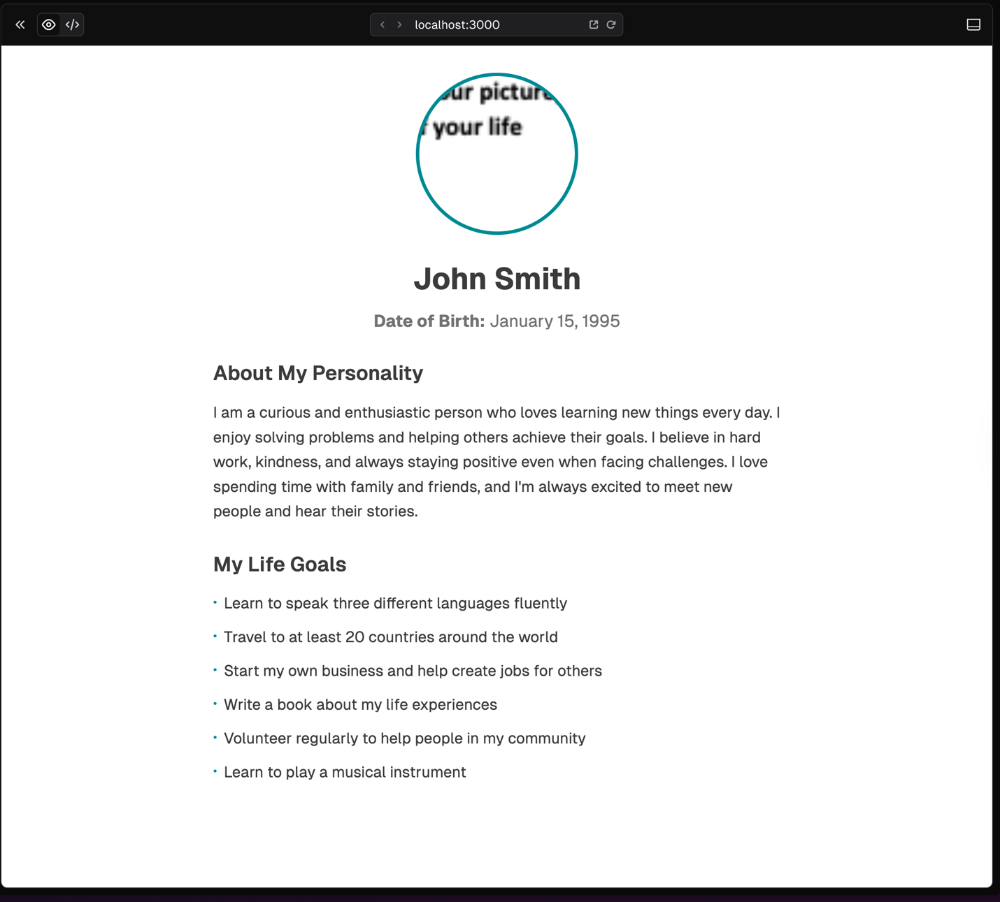 localhost:3000
your life
John Smith
Date of Birth: January 15, 1995
About My Personality
I am a curious and enthusiastic person who loves learning new things every day. I
enjoy solving problems and helping others achieve their goals. I believe in hard
work, kindness, and always staying positive even when facing challenges. I love
spending time with family and friends, and I'm always excited to meet new
people and hear their stories.
My Life Goals
• Learn to speak three different languages fluently
• Travel to at least 20 countries around the world
• Start my own business and help create jobs for others
• Write a book about my life experiences
• Volunteer regularly to help people in my community
• Learn to play a musical instrument